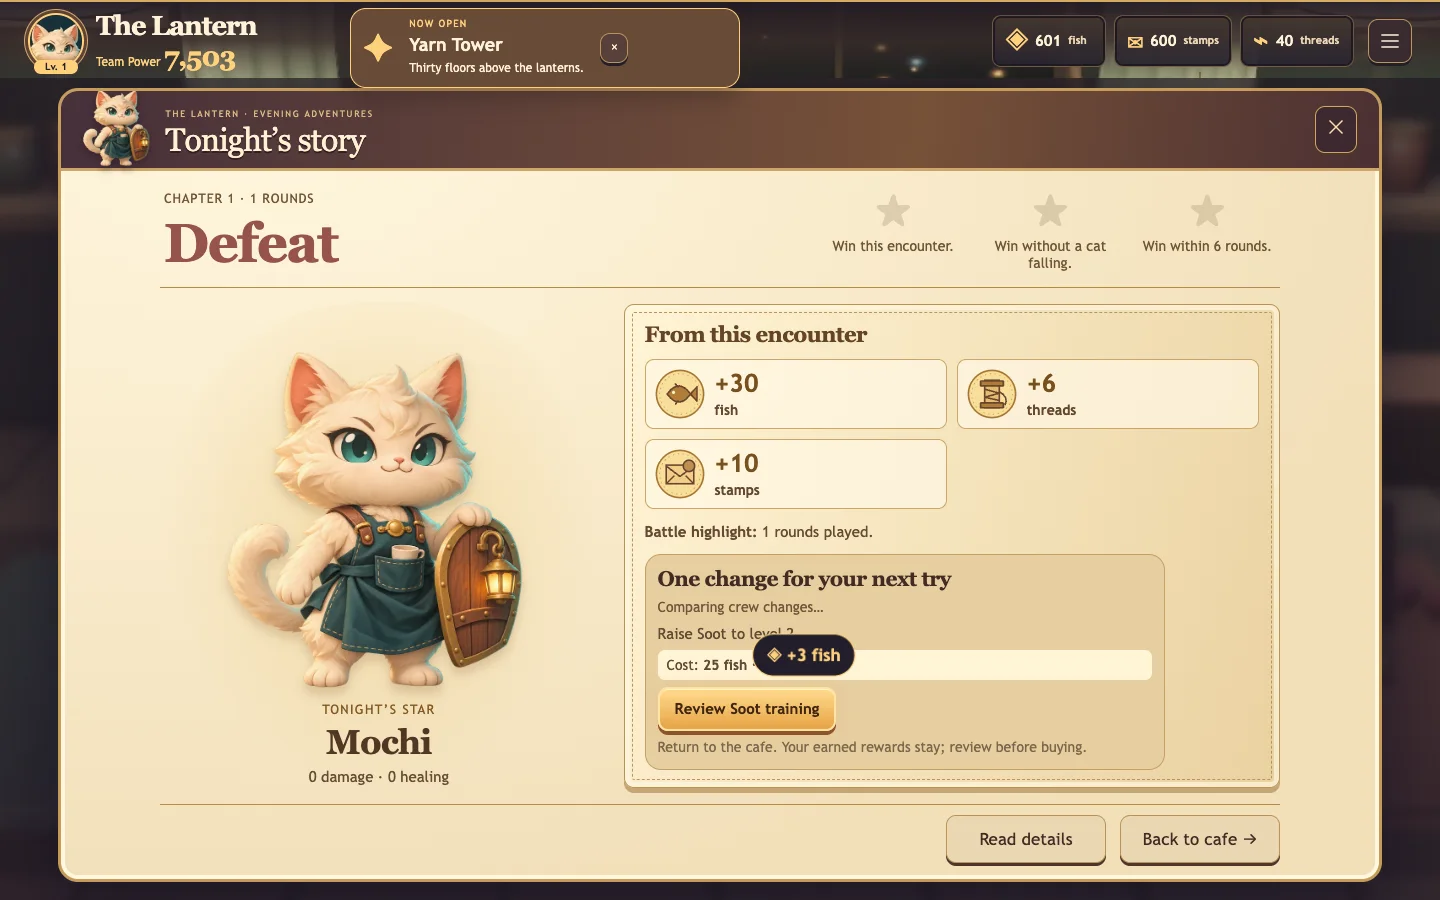 The Lantern
Team Power 7,503
Lv. 1
NOW OPEN
Yarn Tower
Thirty floors above the lanterns.
×
601 fish
600 stamps
40 threads
THE LANTERN · EVENING ADVENTURES
Tonight's story
CHAPTER 1 · 1 ROUNDS
Defeat
Win this encounter.
Win without a cat
falling.
Win within 6 rounds.
TONIGHT'S STAR
Mochi
0 damage · 0 healing
From this encounter
+30
fish
+6
threads
+10
stamps
Battle highlight: 1 rounds played.
One change for your next try
Comparing crew changes…
Raise Soot to level 2
Cost: 25 fish
+3 fish
Review Soot training
Return to the cafe. Your earned rewards stay; review before buying.
Read details
Back to cafe →